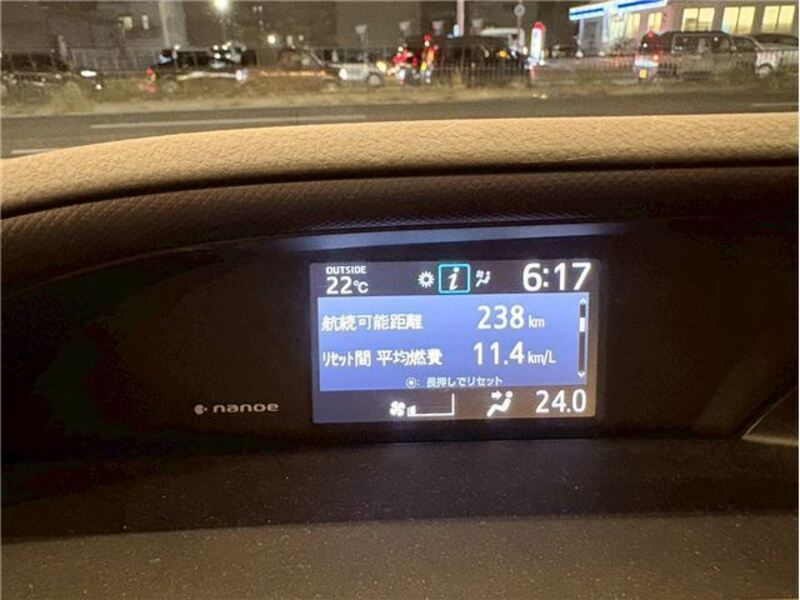 OUTSIDE
22℃
i
6:17
航続可能距離 238 km
リセット間 平均燃費 11.4 km/L
◉: 長押しでリセット
nanoe
24.0